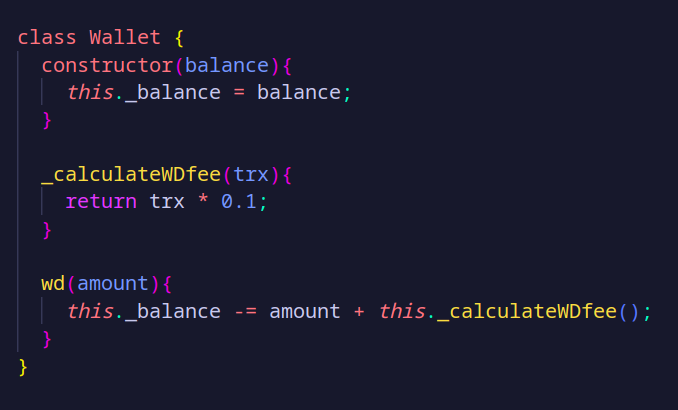 class Wallet {
  constructor(balance){
    this._balance = balance;
  }

  _calculateWDfee(trx){
    return trx * 0.1;
  }

  wd(amount){
    this._balance -= amount + this._calculateWDfee();
  }
}